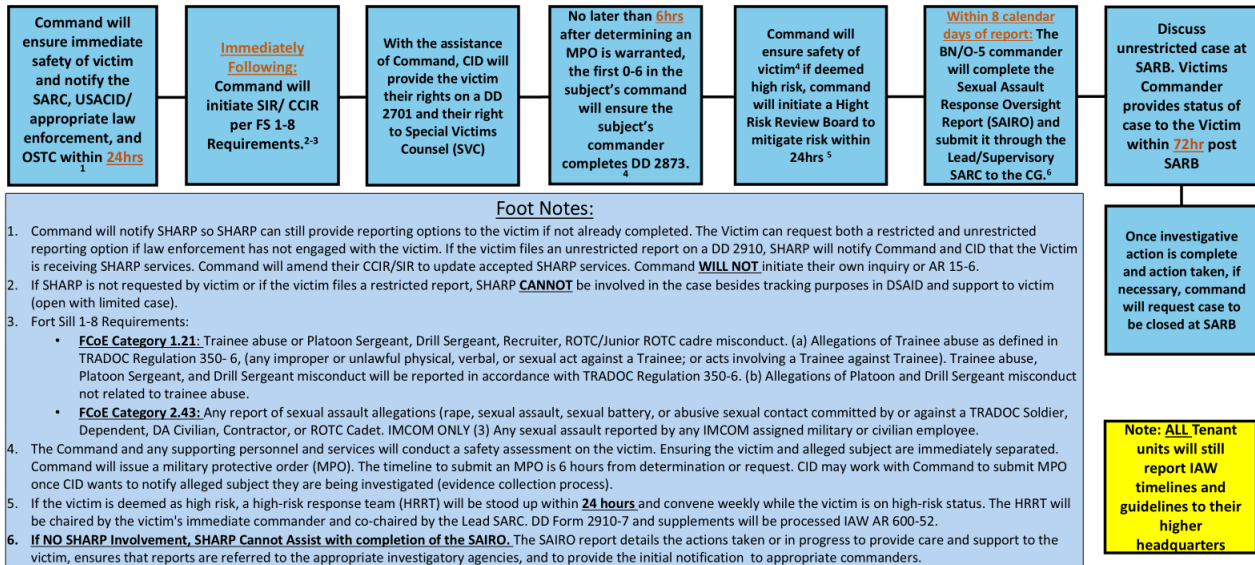 Command will
ensure immediate
safety of victim
and notify the
SARC, USACID/
appropriate law
enforcement, and
OSTC within 24hrs
1
Immediately
Following:
Command will
initiate SIR/ CCIR
per FS 1-8
Requirements.2-3
With the assistance
of Command, CID will
provide the victim
their rights on a DD
2701 and their right
to Special Victims
Counsel (SVC)
No later than 6hrs
after determining an
MPO is warranted,
the first 0-6 in the
subject's command
will ensure the
subject's
commander
completes DD 2873.
4
Command will
ensure safety of
victim4 if deemed
high risk, command
will initiate a Hight
Risk Review Board to
mitigate risk within
24hrs 5
Within 8 calendar
days of report: The
BN/O-5 commander
will complete the
Sexual Assault
Response Oversight
Report (SAIRO) and
submit it through the
Lead/Supervisory
SARC to the CG.6
Discuss
unrestricted case at
SARB. Victims
Commander
provides status of
case to the Victim
within 72hr post
SARB
Once investigative
action is complete
and action taken, if
necessary, command
will request case to
be closed at SARB
Note: ALL Tenant
units will still
report IAW
timelines and
guidelines to their
higher
headquarters
Foot Notes:
1. Command will notify SHARP so SHARP can still provide reporting options to the victim if not already completed. The Victim can request both a restricted and unrestricted
reporting option if law enforcement has not engaged with the victim. If the victim files an unrestricted report on a DD 2910, SHARP will notify Command and CID that the Victim
is receiving SHARP services. Command will amend their CCIR/SIR to update accepted SHARP services. Command WILL NOT initiate their own inquiry or AR 15-6.
2. If SHARP is not requested by victim or if the victim files a restricted report, SHARP CANNOT be involved in the case besides tracking purposes in DSAID and support to victim
(open with limited case).
3. Fort Sill 1-8 Requirements:
• FCoE Category 1.21: Trainee abuse or Platoon Sergeant, Drill Sergeant, Recruiter, ROTC/Junior ROTC cadre misconduct. (a) Allegations of Trainee abuse as defined in
TRADOC Regulation 350- 6, (any improper or unlawful physical, verbal, or sexual act against a Trainee; or acts involving a Trainee against Trainee). Trainee abuse,
Platoon Sergeant, and Drill Sergeant misconduct will be reported in accordance with TRADOC Regulation 350-6. (b) Allegations of Platoon and Drill Sergeant misconduct
not related to trainee abuse.
• FCoE Category 2.43: Any report of sexual assault allegations (rape, sexual assault, sexual battery, or abusive sexual contact committed by or against a TRADOC Soldier,
Dependent, DA Civilian, Contractor, or ROTC Cadet. IMCOM ONLY (3) Any sexual assault reported by any IMCOM assigned military or civilian employee.
4. The Command and any supporting personnel and services will conduct a safety assessment on the victim. Ensuring the victim and alleged subject are immediately separated.
Command will issue a military protective order (MPO). The timeline to submit an MPO is 6 hours from determination or request. CID may work with Command to submit MPO
once CID wants to notify alleged subject they are being investigated (evidence collection process).
5. If the victim is deemed as high risk, a high-risk response team (HRRT) will be stood up within 24 hours and convene weekly while the victim is on high-risk status. The HRRT will
be chaired by the victim's immediate commander and co-chaired by the Lead SARC. DD Form 2910-7 and supplements will be processed IAW AR 600-52.
6. If NO SHARP Involvement, SHARP Cannot Assist with completion of the SAIRO. The SAIRO report details the actions taken or in progress to provide care and support to the
victim, ensures that reports are referred to the appropriate investigatory agencies, and to provide the initial notification to appropriate commanders.